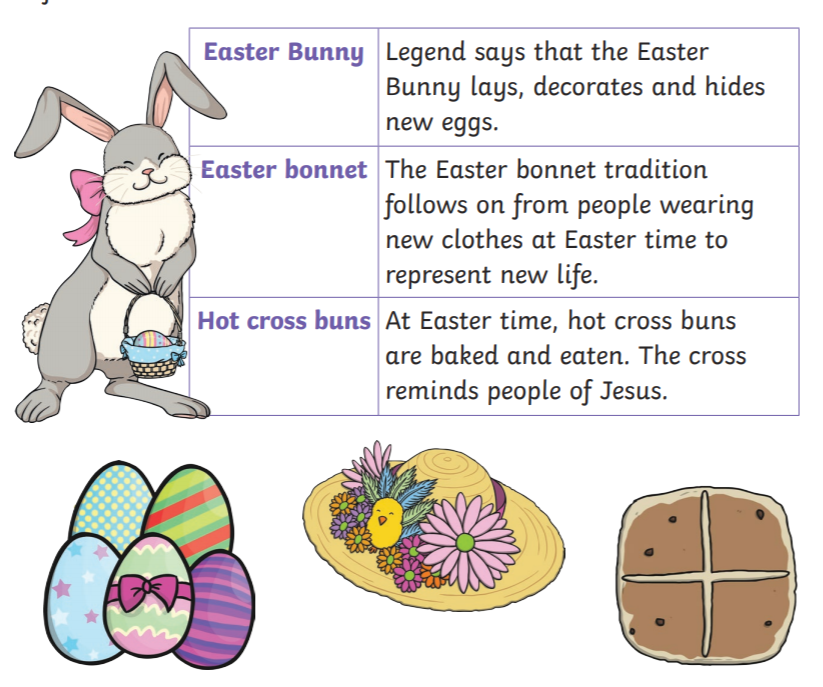 Easter Bunny
Legend says that the Easter
Bunny lays, decorates and hides
new eggs.
Easter bonnet
The Easter bonnet tradition
follows on from people wearing
new clothes at Easter time to
represent new life.
Hot cross buns
At Easter time, hot cross buns
are baked and eaten. The cross
reminds people of Jesus.